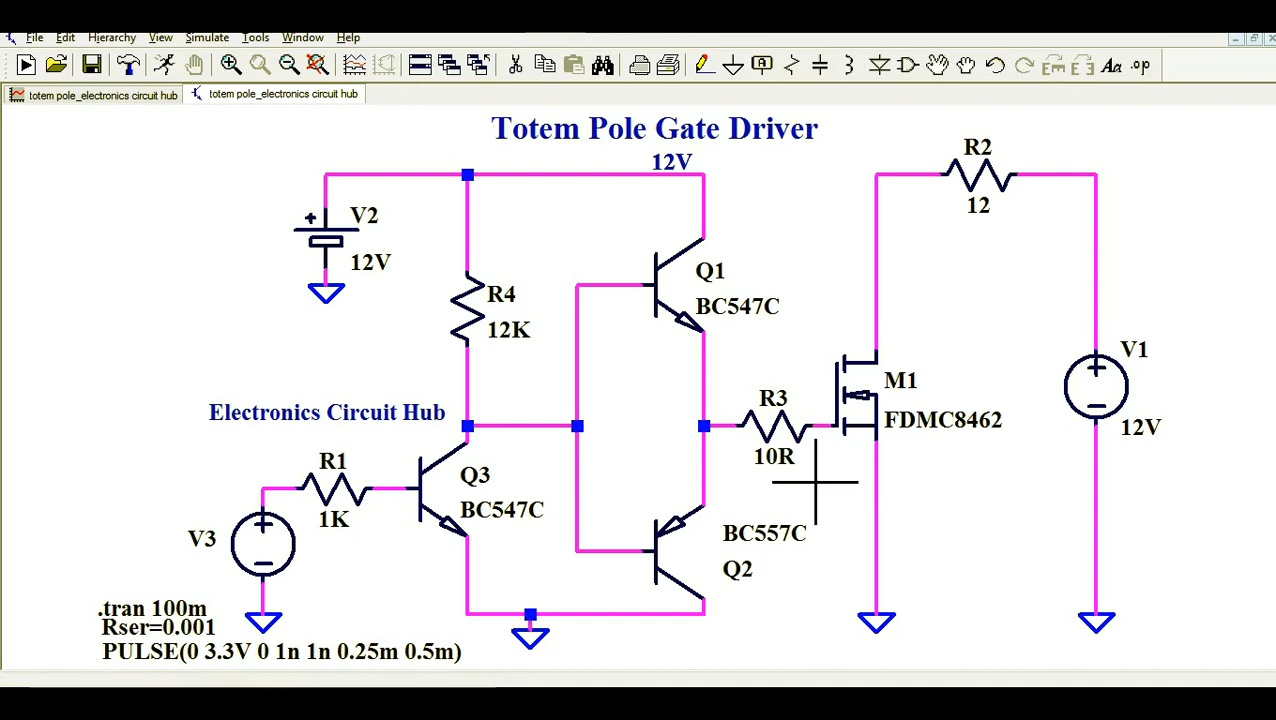 File Edit Hierarchy View Simulate Tools Window Help
A Aa .op
totem pole_electronics circuit hub totem pole_electronics circuit hub
Totem Pole Gate Driver
12V
R2
12
V2
12V
R4
12K
Q1
BC547C
V1
12V
M1
FDMC8462
R3
10R
Electronics Circuit Hub
R1
1K
Q3
BC547C
V3
BC557C
Q2
.tran 100m
Rser=0.001
PULSE(0 3.3V 0 1n 1n 0.25m 0.5m)